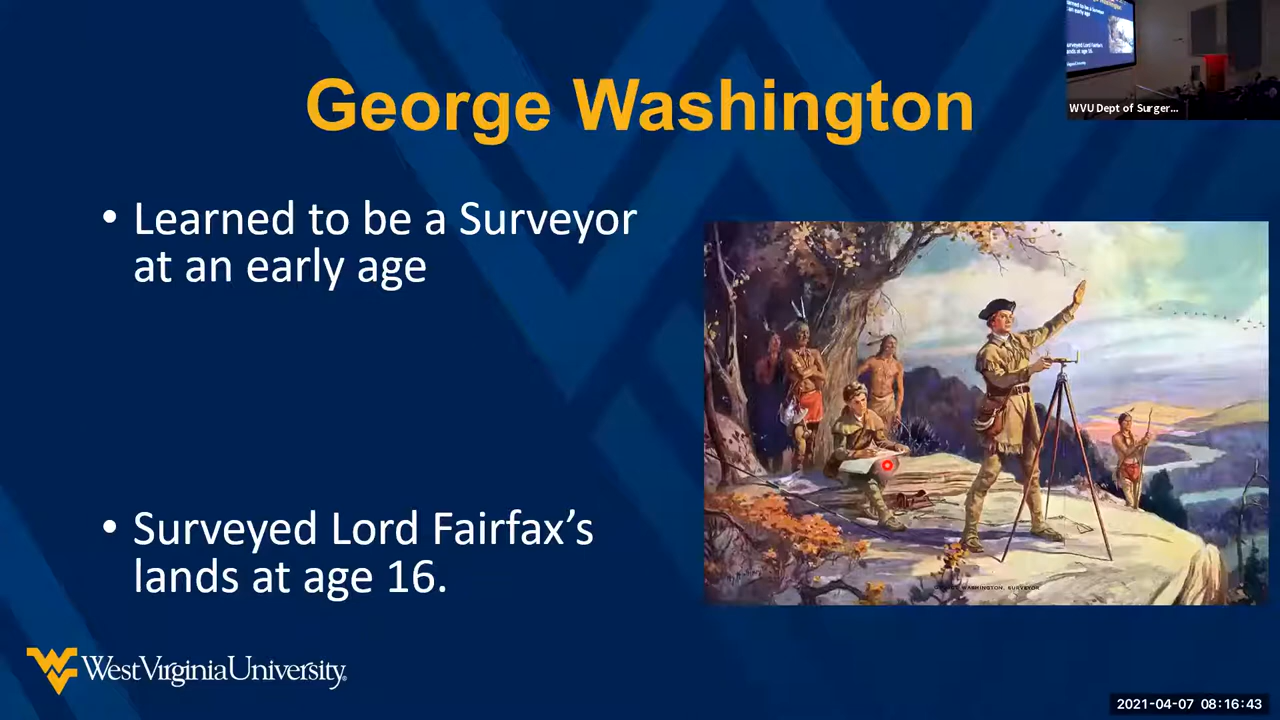 George Washington
• Learned to be a Surveyor
at an early age
• Surveyed Lord Fairfax’s
lands at age 16.
WestVirginiaUniversity.
WASHINGTON, SURVEYOR
WVU Dept of Surger...
2021-04-07 08:16:43